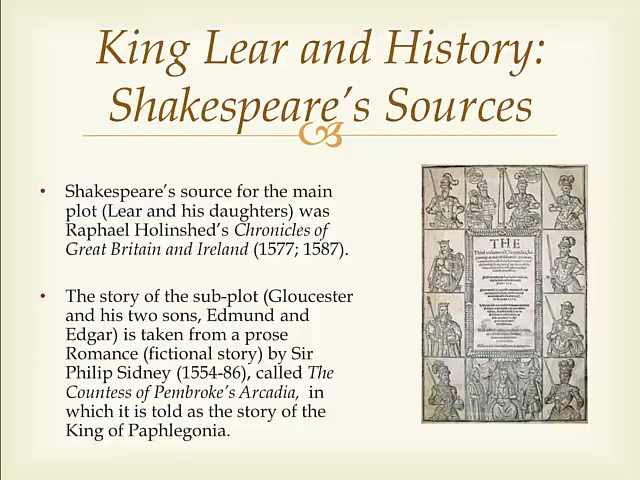 King Lear and History:
Shakespeare's Sources
• Shakespeare's source for the main
plot (Lear and his daughters) was
Raphael Holinshed's Chronicles of
Great Britain and Ireland (1577; 1587).
• The story of the sub-plot (Gloucester
and his two sons, Edmund and
Edgar) is taken from a prose
Romance (fictional story) by Sir
Philip Sidney (1554-86), called The
Countess of Pembroke's Arcadia, in
which it is told as the story of the
King of Paphlegonia.
THE